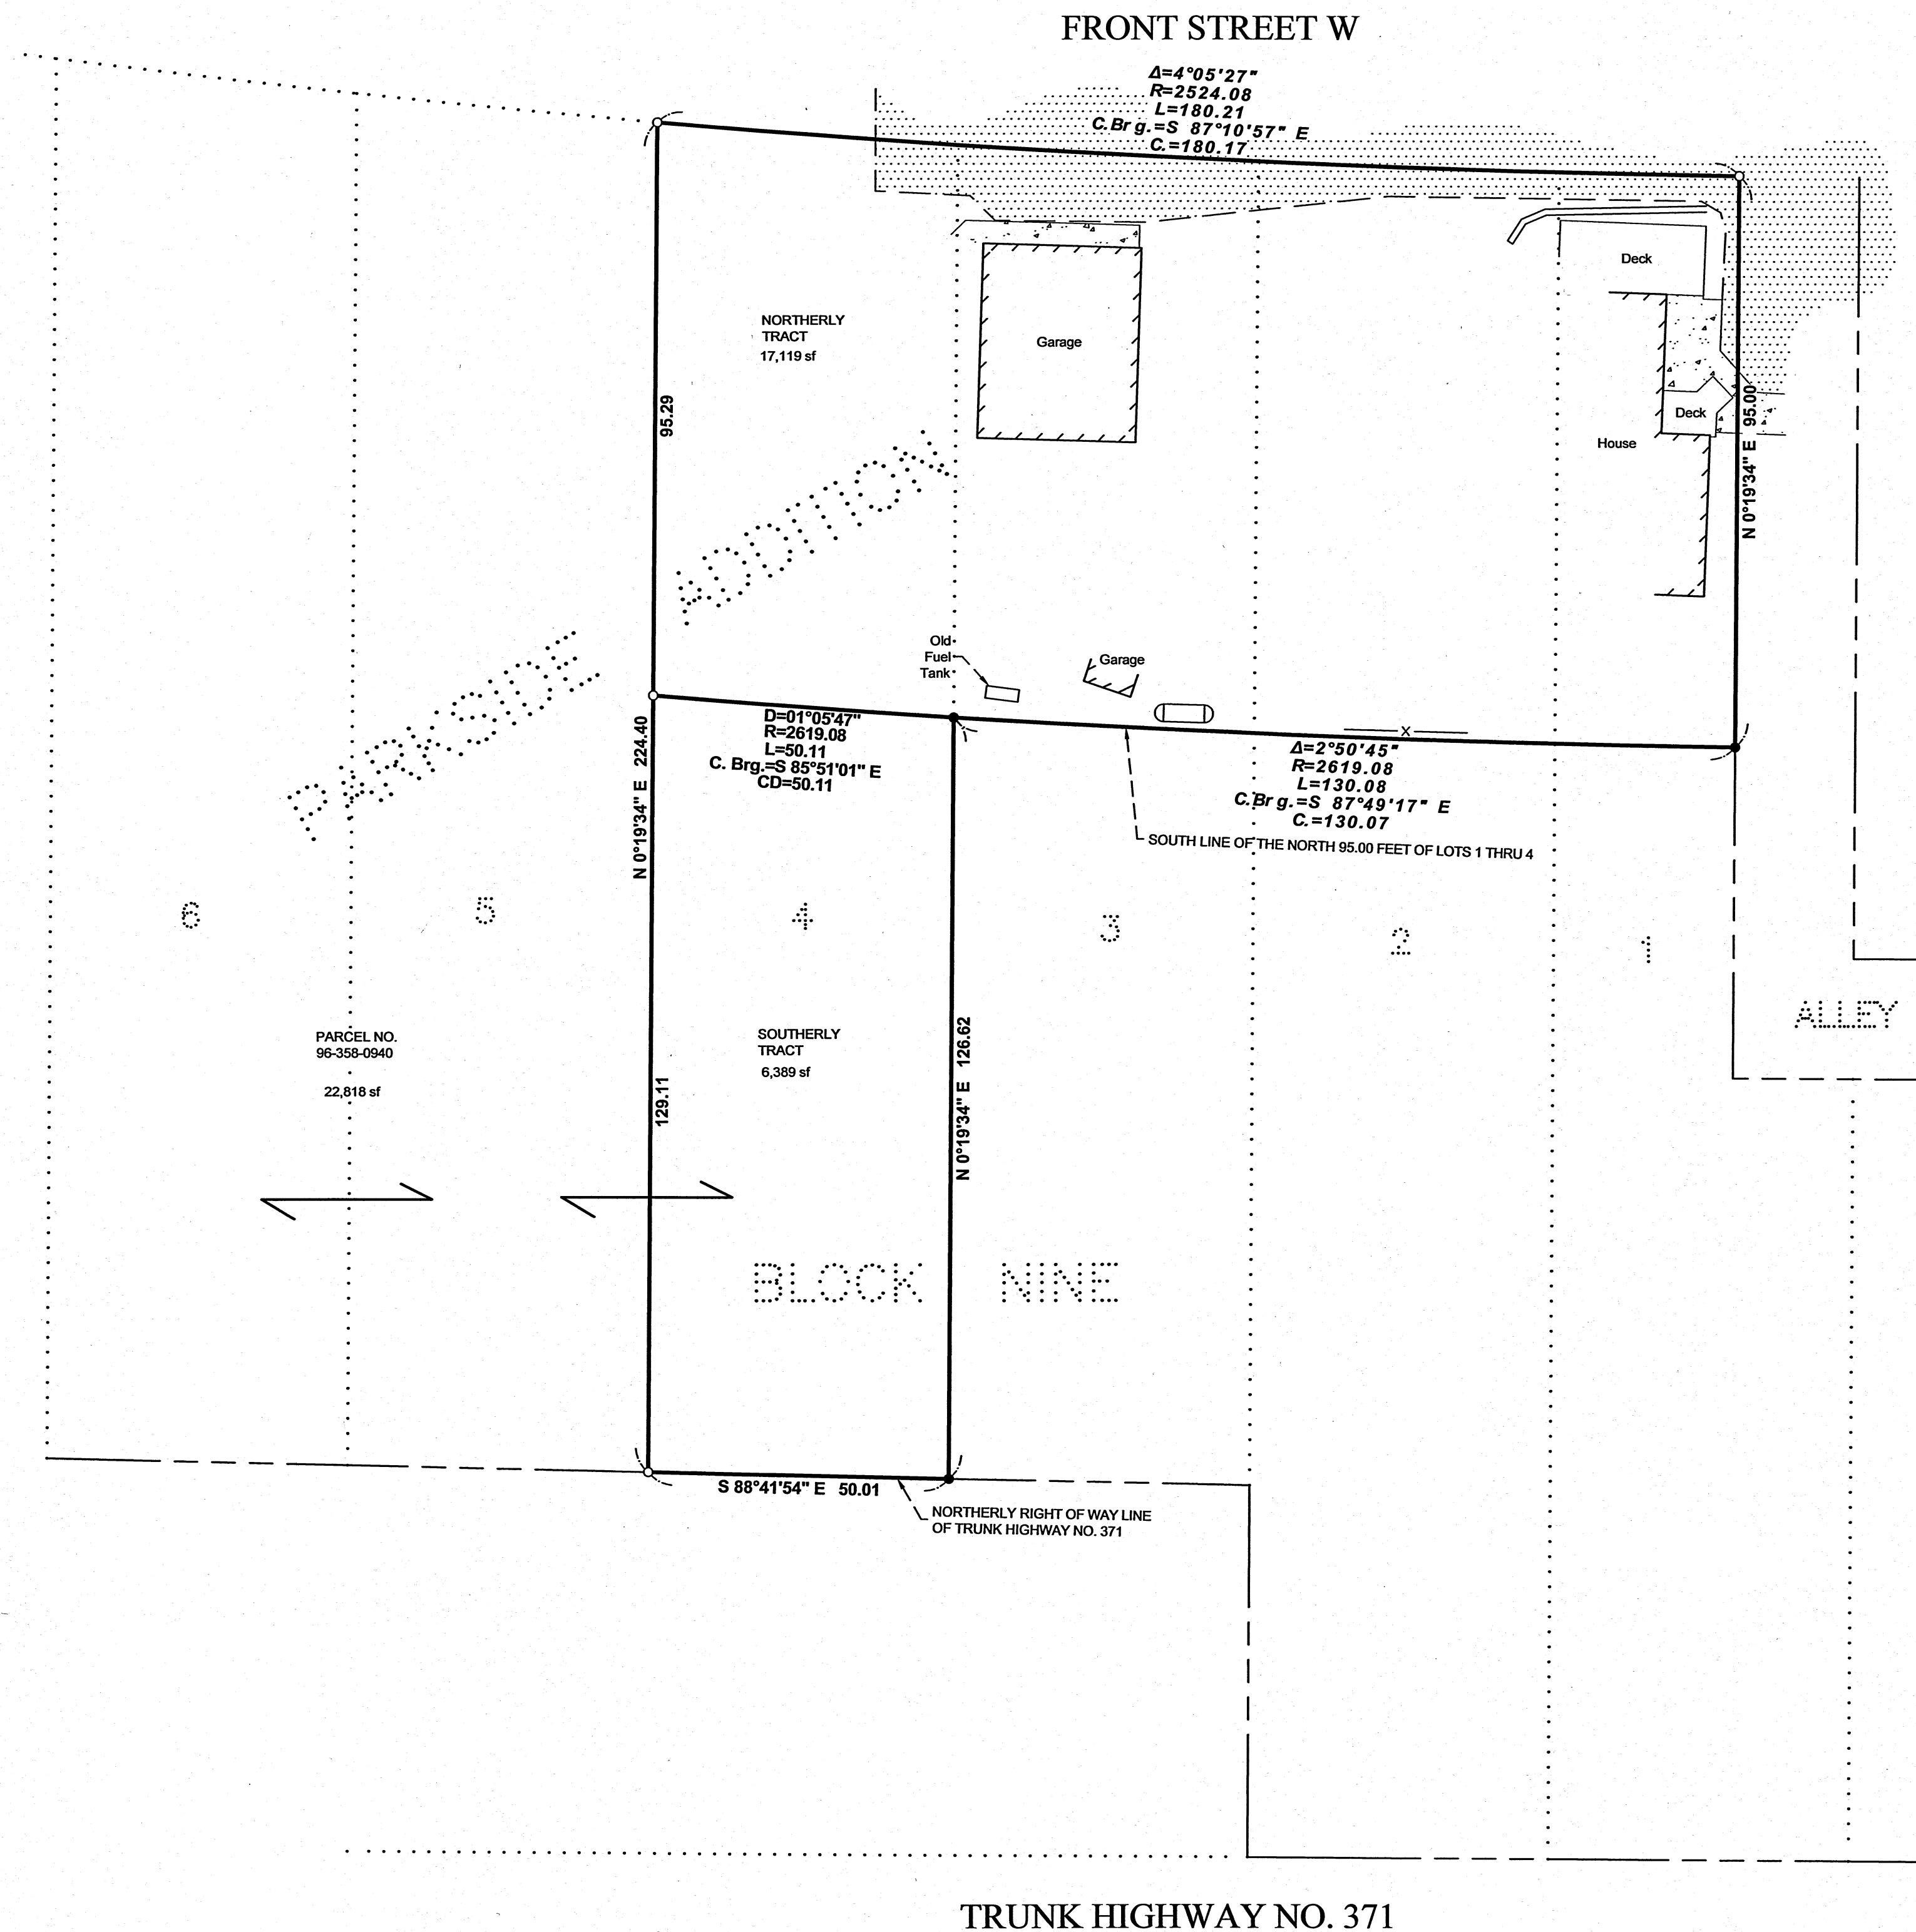 FRONT STREET W
Δ=4°05'27"
R=2524.08
L=180.21
C.Brg.=S 87°10'57" E
C.=180.17
Deck
NORTHERLY
TRACT
17,119 sf
Garage
95.29
Deck
House
N 0°19'34" E 95.00
ADDITION
PARKSIDE
Old
Fuel
Tank
Garage
D=01°05'47"
R=2619.08
L=50.11
C. Brg.=S 85°51'01" E
CD=50.11
Δ=2°50'45"
R=2619.08
L=130.08
C.Brg.=S 87°49'17" E
C.=130.07
SOUTH LINE OF THE NORTH 95.00 FEET OF LOTS 1 THRU 4
N 0°19'34" E 224.40
6
5
4
3
2
1
ALLEY
PARCEL NO.
96-358-0940
22,818 sf
SOUTHERLY
TRACT
6,389 sf
129.11
N 0°19'34" E 126.62
BLOCK NINE
S 88°41'54" E 50.01
NORTHERLY RIGHT OF WAY LINE
OF TRUNK HIGHWAY NO. 371
X
TRUNK HIGHWAY NO. 371